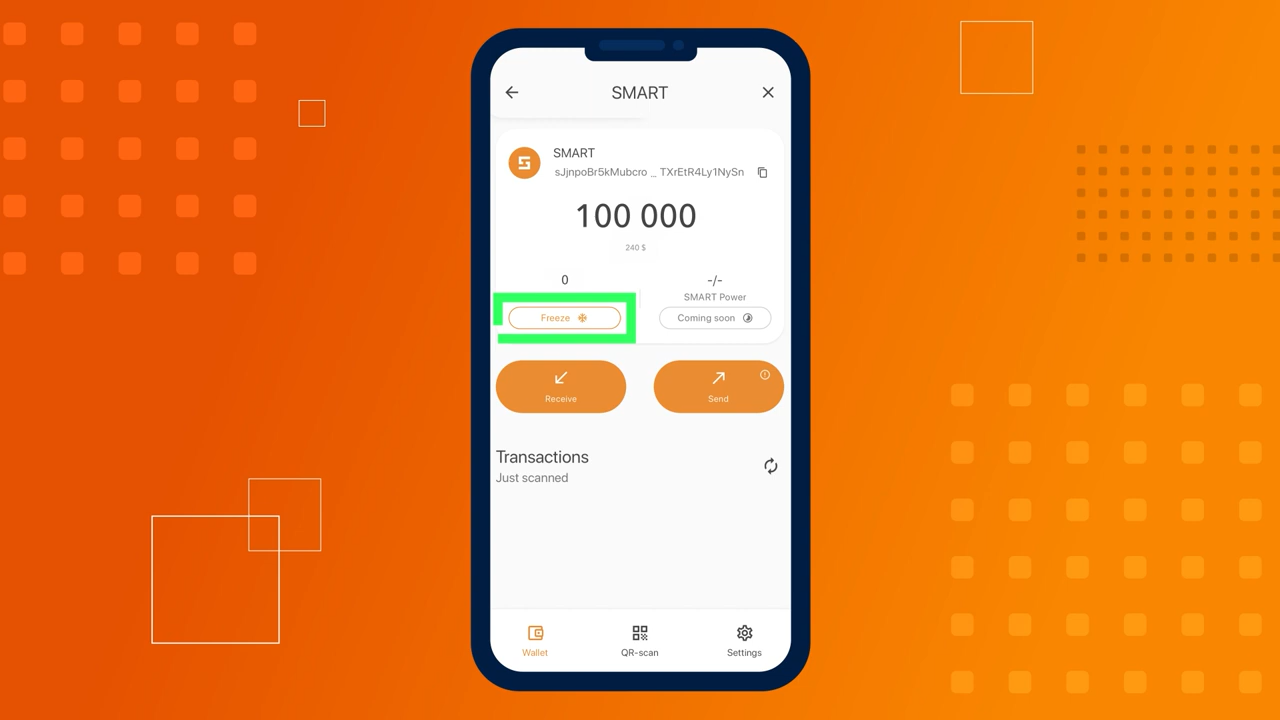 SMART
SMART
sJjnpoBr5kMubcro ... TXrEtR4Ly1NySn
100 000
240 $
0
-/-
SMART Power
Freeze
Coming soon
Receive
Send
Transactions
Just scanned
Wallet
QR-scan
Settings